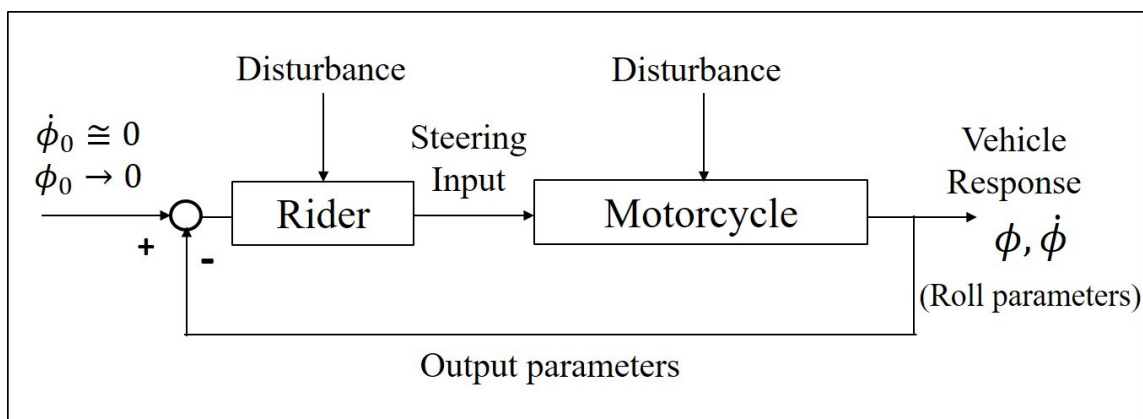 Disturbance
Disturbance
ϕ̇₀ ≅ 0
ϕ₀ → 0
Steering
Input
Vehicle
Response
Rider
Motorcycle
+
-
ϕ, ϕ̇
(Roll parameters)
Output parameters